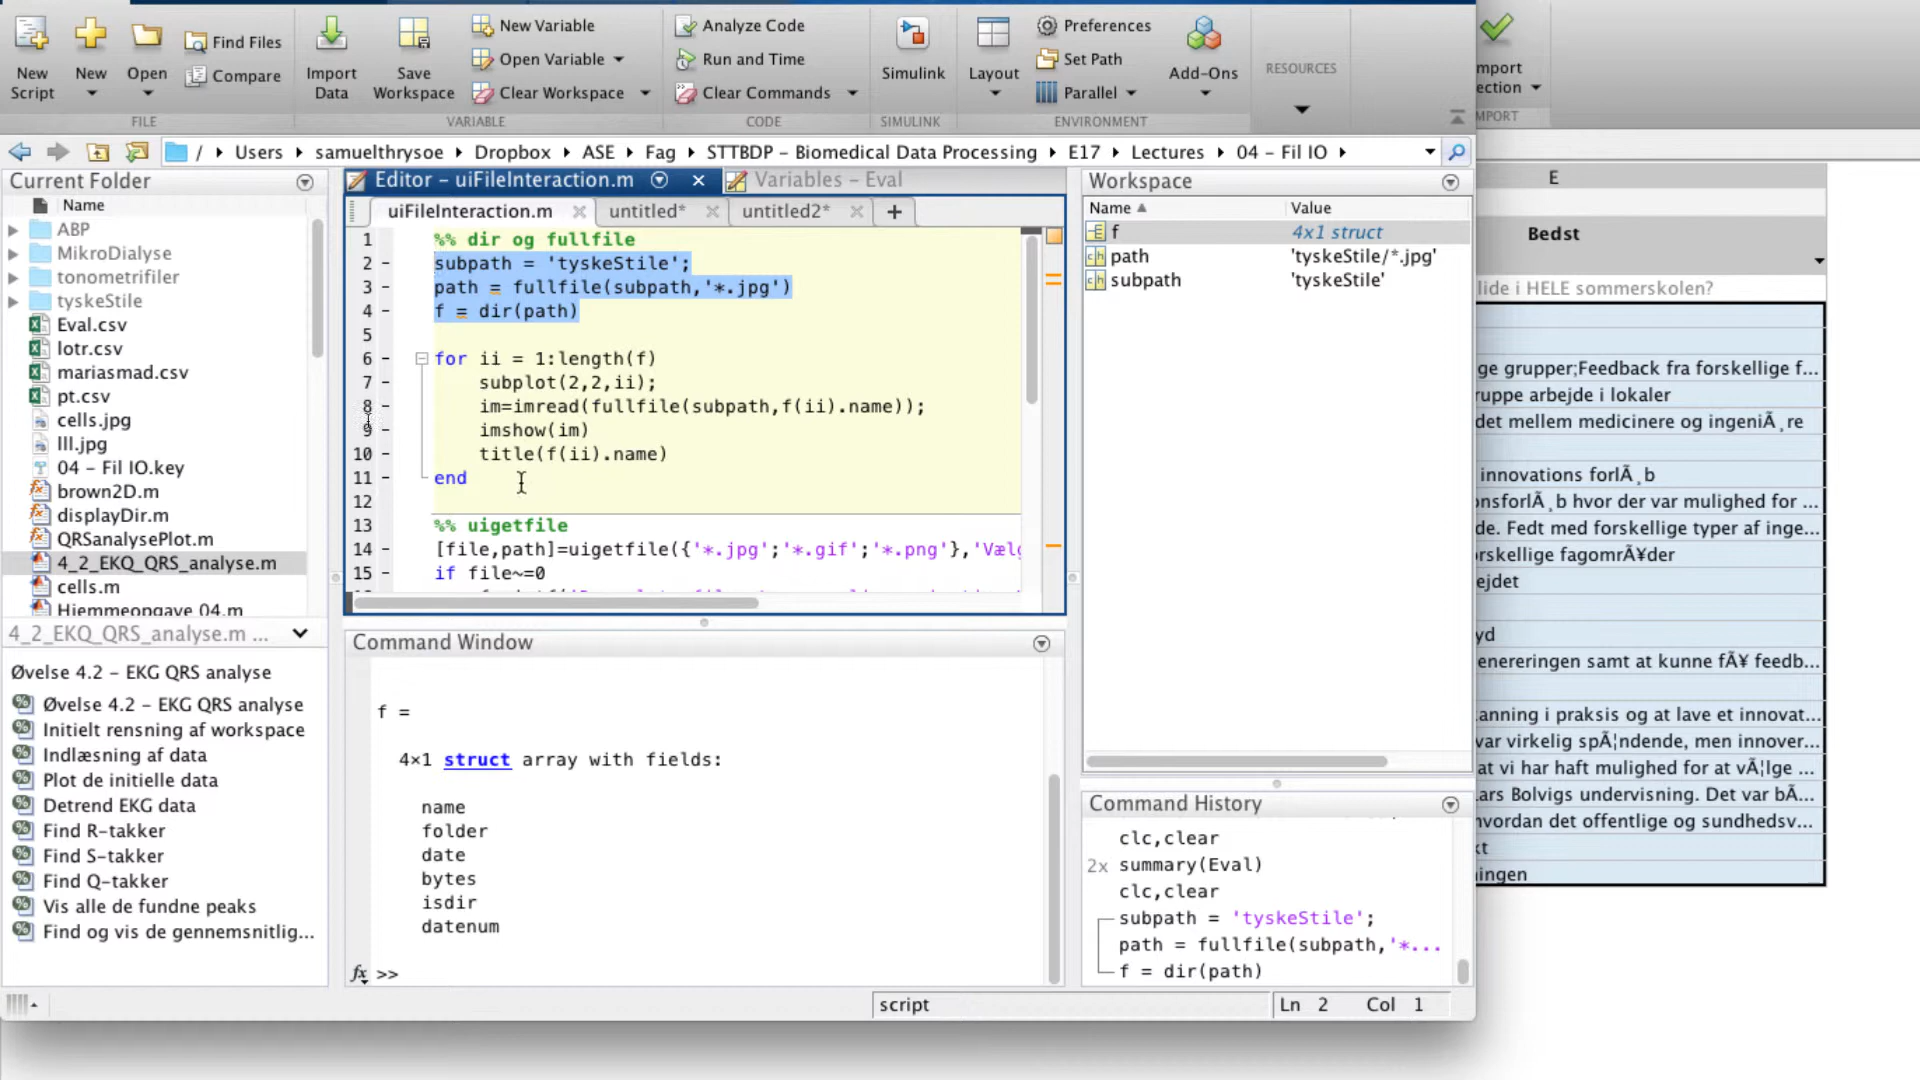 New Script
New
Open
Find Files
Compare
FILE
Import Data
Save Workspace
New Variable
Open Variable
Clear Workspace
VARIABLE
Analyze Code
Run and Time
Clear Commands
CODE
Simulink
SIMULINK
Layout
Preferences
Set Path
Parallel
Add-Ons
ENVIRONMENT
RESOURCES
mport
ection
MPORT
/ Users samuelthrysoe Dropbox ASE Fag STTBDP – Biomedical Data Processing E17 Lectures 04 – Fil IO
Current Folder
Name
ABP
MikroDialyse
tonometrifiler
tyskeStile
Eval.csv
lotr.csv
mariasmad.csv
pt.csv
cells.jpg
lll.jpg
04 – Fil IO.key
brown2D.m
displayDir.m
QRSanalysePlot.m
4_2_EKQ_QRS_analyse.m
cells.m
Hjemmeopgave 04.m
4_2_EKQ_QRS_analyse.m ...
Øvelse 4.2 – EKG QRS analyse
Øvelse 4.2 – EKG QRS analyse
Initielt rensning af workspace
Indlæsning af data
Plot de initielle data
Detrend EKG data
Find R-takker
Find S-takker
Find Q-takker
Vis alle de fundne peaks
Find og vis de gennemsnitlig...
Editor – uiFileInteraction.m
Variables – Eval
uiFileInteraction.m
untitled*
untitled2*
1 %% dir og fullfile
2 – subpath = 'tyskeStile';
3 – path = fullfile(subpath,'*.jpg')
4 – f = dir(path)
5
6 – for ii = 1:length(f)
7 – subplot(2,2,ii);
8 – im=imread(fullfile(subpath,f(ii).name));
9 – imshow(im)
10 – title(f(ii).name)
11 – end
12
13 %% uigetfile
14 – [file,path]=uigetfile({'*.jpg';'*.gif';'*.png'},'Vælg
15 – if file~=0
Command Window
f =
4×1 struct array with fields:
name
folder
date
bytes
isdir
datenum
fx >>
Workspace
Name Value
f 4x1 struct
path 'tyskeStile/*.jpg'
subpath 'tyskeStile'
Command History
clc,clear
2x summary(Eval)
clc,clear
subpath = 'tyskeStile';
path = fullfile(subpath,'*...
f = dir(path)
script
Ln 2 Col 1
E
Bedst
lide i HELE sommerskolen?
ge grupper;Feedback fra forskellige f...
ruppe arbejde i lokaler
det mellem medicinere og ingeniÃ¸re
innovations forlÃ¸b
onsforlÃ¸b hvor der var mulighed for ...
de. Fedt med forskellige typer af inge...
orskellige fagomrÃ¥der
ejdet
yd
enereringen samt at kunne fÃ¥ feedb...
anning i praksis og at lave et innovat...
var virkelig spÃ¦ndende, men innover...
at vi har haft mulighed for at vÃ¦lge ...
ars Bolvigs undervisning. Det var bÃ...
hvordan det offentlige og sundhedsv...
kt
ningen